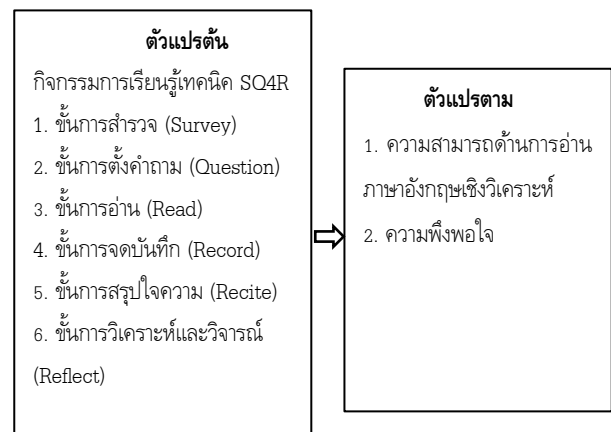 ตัวแปรต้น
กิจกรรมการเรียนรู้เทคนิค SQ4R
1. ขั้นการสำรวจ (Survey)
2. ขั้นการตั้งคำถาม (Question)
3. ขั้นการอ่าน (Read)
4. ขั้นการจดบันทึก (Record)
5. ขั้นการสรุปใจความ (Recite)
6. ขั้นการวิเคราะห์และวิจารณ์
(Reflect)
ตัวแปรตาม
1. ความสามารถด้านการอ่าน
ภาษาอังกฤษเชิงวิเคราะห์
2. ความพึงพอใจ